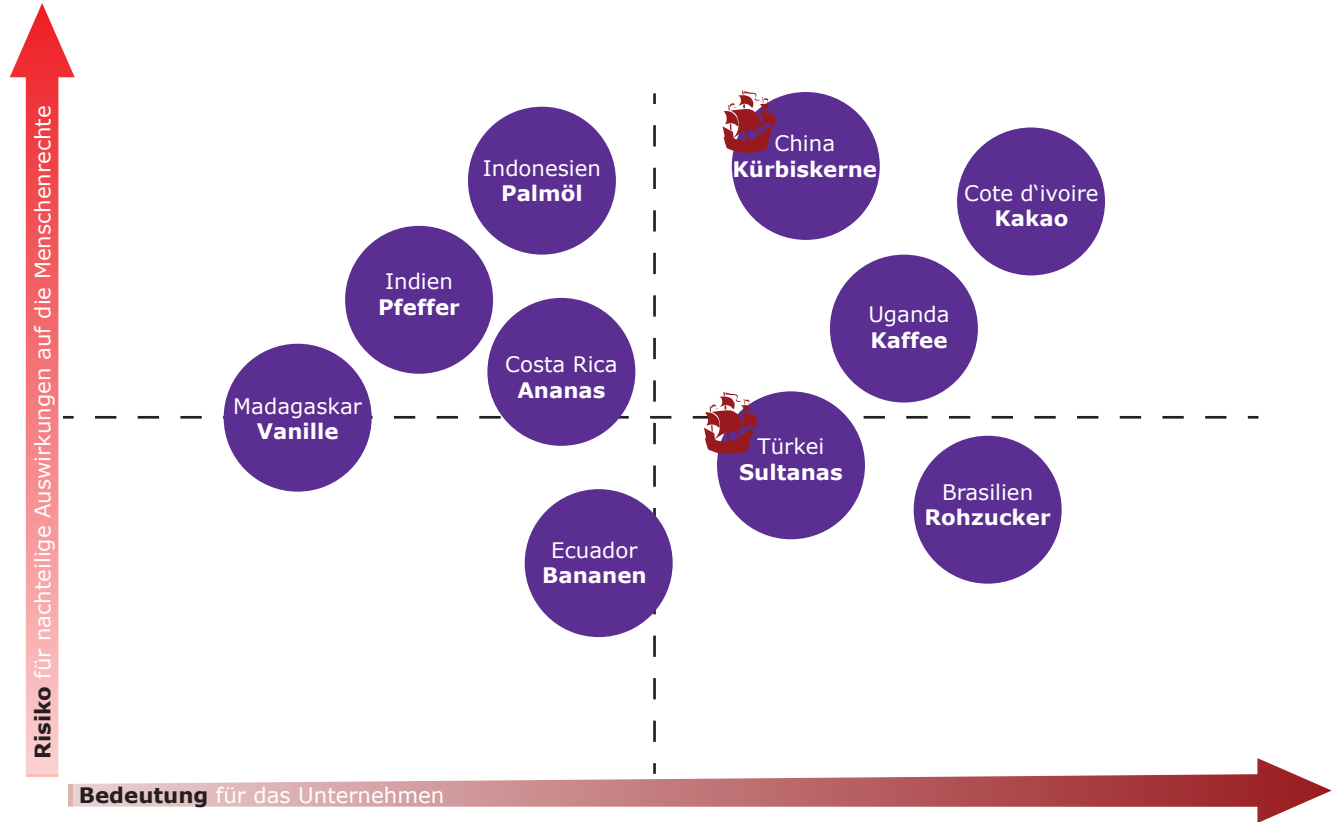 Risiko für nachteilige Auswirkungen auf die Menschenrechte
China
Kürbiskerne
Indonesien
Palmöl
Cote d'ivoire
Kakao
Indien
Pfeffer
Uganda
Kaffee
Costa Rica
Ananas
Madagaskar
Vanille
Türkei
Sultanas
Brasilien
Rohzucker
Ecuador
Bananen
Bedeutung für das Unternehmen